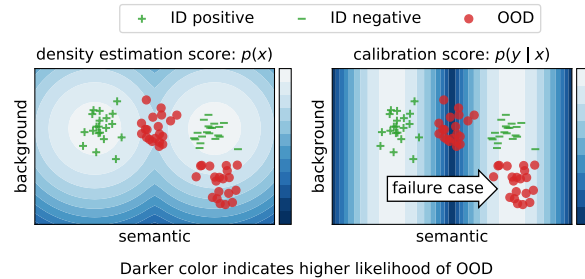 ID positive ID negative OOD
density estimation score: p(x)
calibration score: p(y | x)
background
semantic
background
failure case
semantic
Darker color indicates higher likelihood of OOD